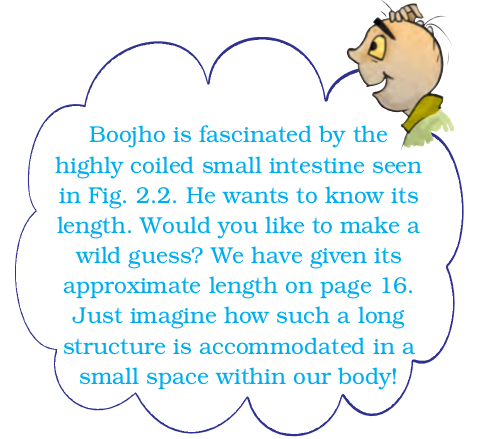 Boojho is fascinated by the
highly coiled small intestine seen
in Fig. 2.2. He wants to know its
length. Would you like to make a
wild guess? We have given its
approximate length on page 16.
Just imagine how such a long
structure is accommodated in a
small space within our body!